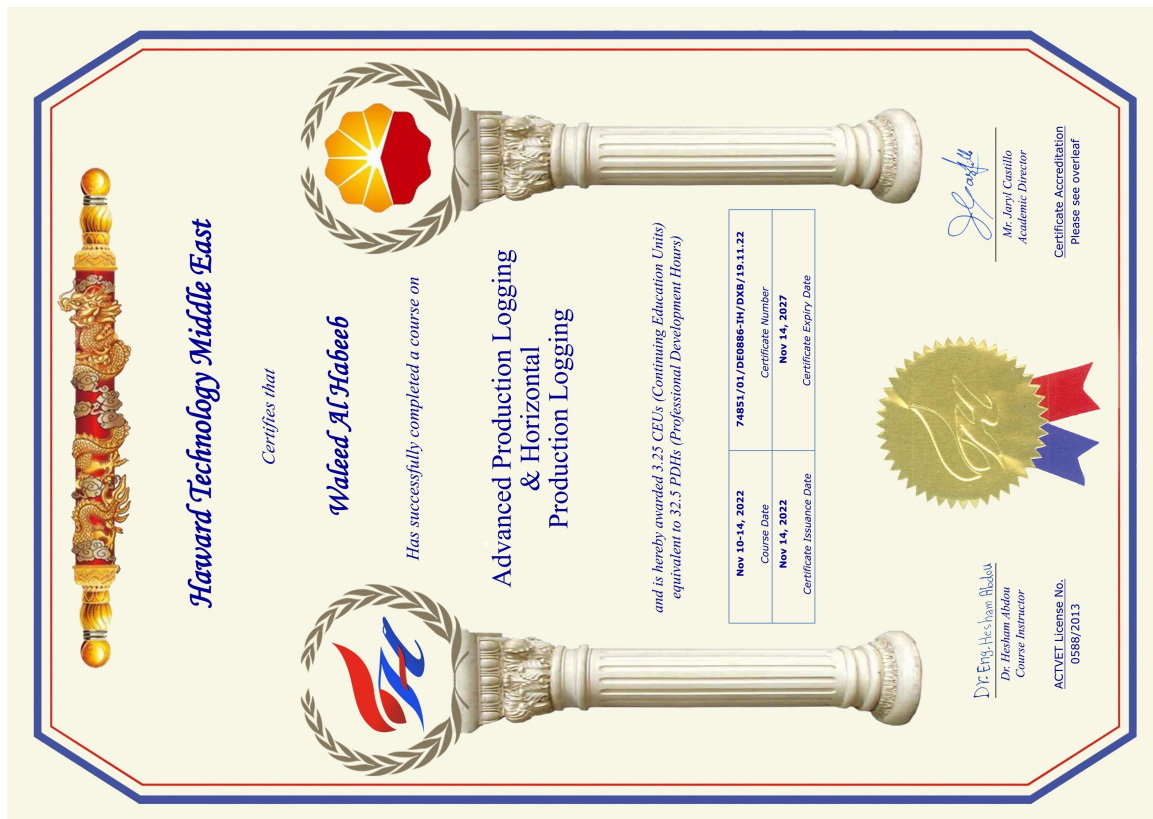 Haward Technology Middle East
Certifies that
Waleed Al Habeeb
Has successfully completed a course on
Advanced Production Logging
& Horizontal
Production Logging
and is hereby awarded 3.25 CEUs (Continuing Education Units)
equivalent to 32.5 PDHs (Professional Development Hours)
Nov 10-14, 2022
74851/01/DE0886-IH/DXB/19.11.22
Course Date
Certificate Number
Nov 14, 2022
Nov 14, 2027
Certificate Issuance Date
Certificate Expiry Date
Dr. Eng. Hesham Abdou
Dr. Hesham Abdou
Course Instructor
Mr. Jaryl Castillo
Academic Director
ACTVET License No.
0588/2013
Certificate Accreditation
Please see overleaf